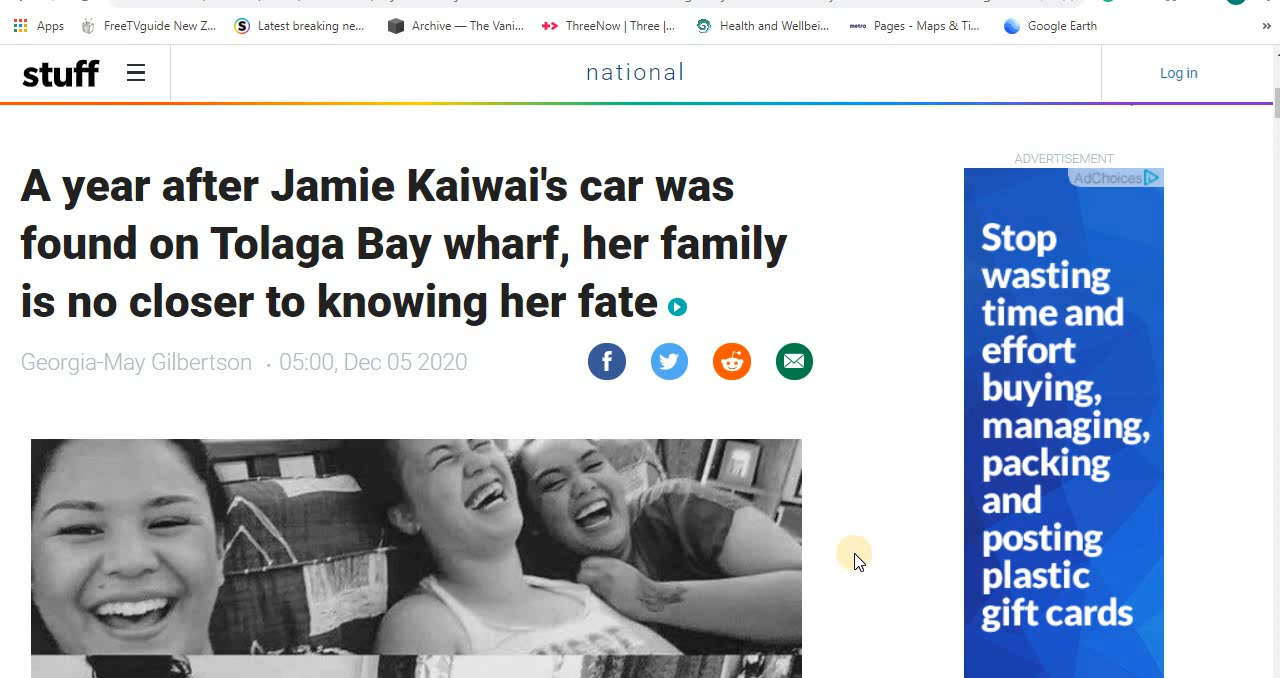 Apps FreeTVguide New Z... Latest breaking ne... Archive — The Vani... ThreeNow | Three |... Health and Wellbei... metro Pages - Maps & Ti... Google Earth »
stuff
national
Log in
A year after Jamie Kaiwai's car was
found on Tolaga Bay wharf, her family
is no closer to knowing her fate
Georgia-May Gilbertson • 05:00, Dec 05 2020
ADVERTISEMENT
AdChoices
Stop
wasting
time and
effort
buying,
managing,
packing
and
posting
plastic
gift cards